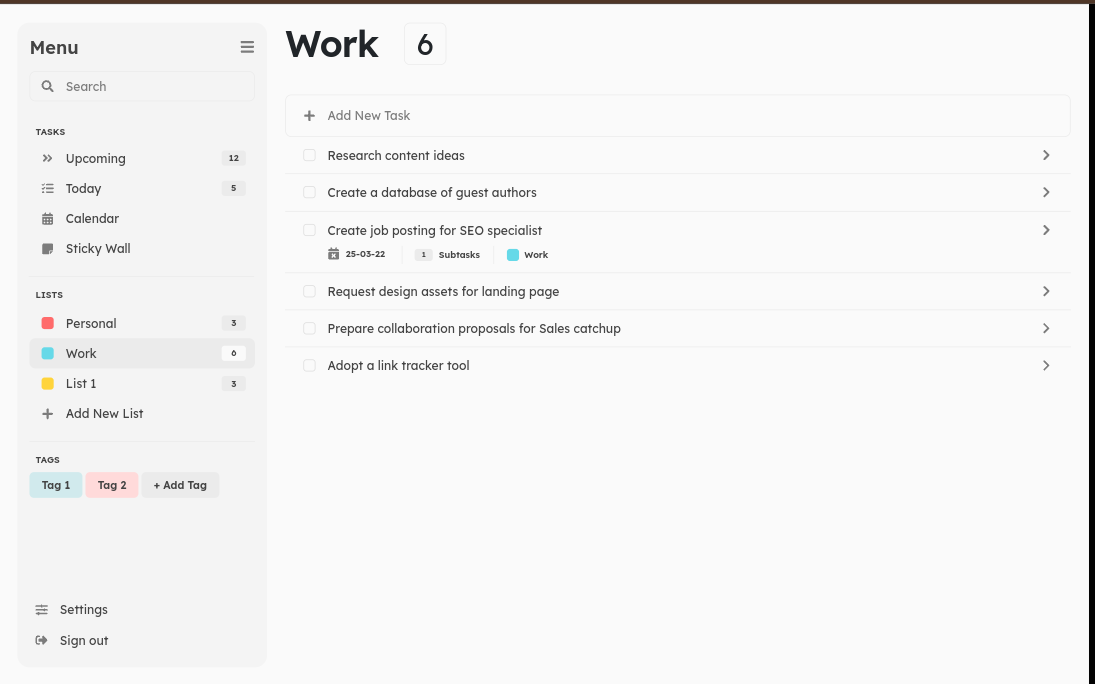 Menu
Search
TASKS
Upcoming 12
Today 5
Calendar
Sticky Wall
LISTS
Personal 3
Work 6
List 1 3
Add New List
TAGS
Tag 1 Tag 2 + Add Tag
Settings
Sign out
Work 6
Add New Task
Research content ideas
Create a database of guest authors
Create job posting for SEO specialist
25-03-22 1 Subtasks Work
Request design assets for landing page
Prepare collaboration proposals for Sales catchup
Adopt a link tracker tool